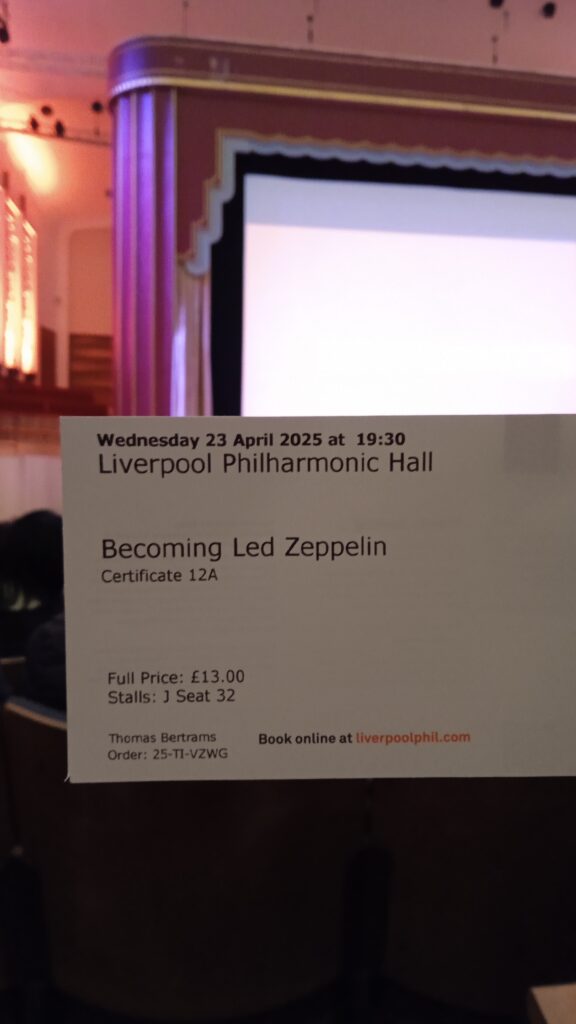 Wednesday 23 April 2025 at 19:30
Liverpool Philharmonic Hall
Becoming Led Zeppelin
Certificate 12A
Full Price: £13.00
Stalls: J Seat 32
Thomas Bertrams
Order: 25-TI-VZWG
Book online at liverpoolphil.com